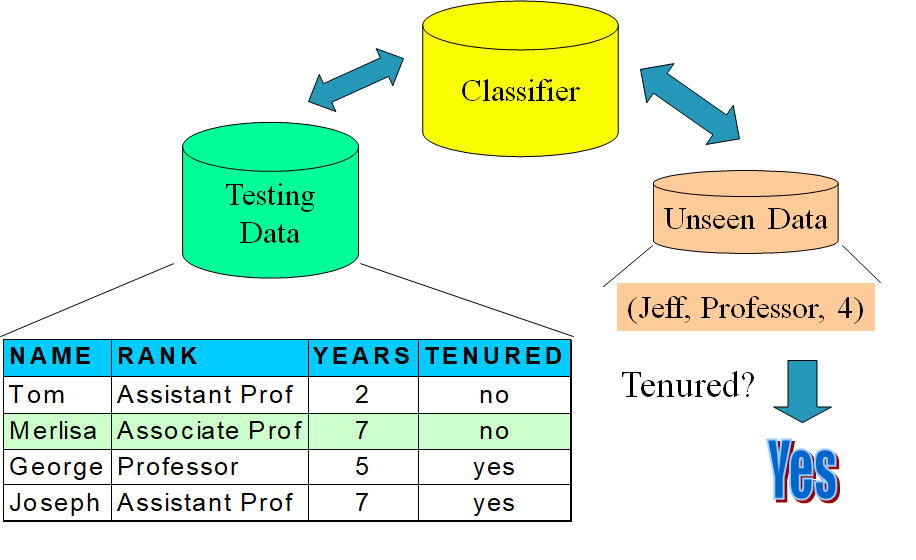 Classifier
Testing
Data
Unseen Data
(Jeff, Professor, 4)
NAME RANK YEARS TENURED
Tom Assistant Prof 2 no
Merlisa Associate Prof 7 no
George Professor 5 yes
Joseph Assistant Prof 7 yes
Tenured?
Yes